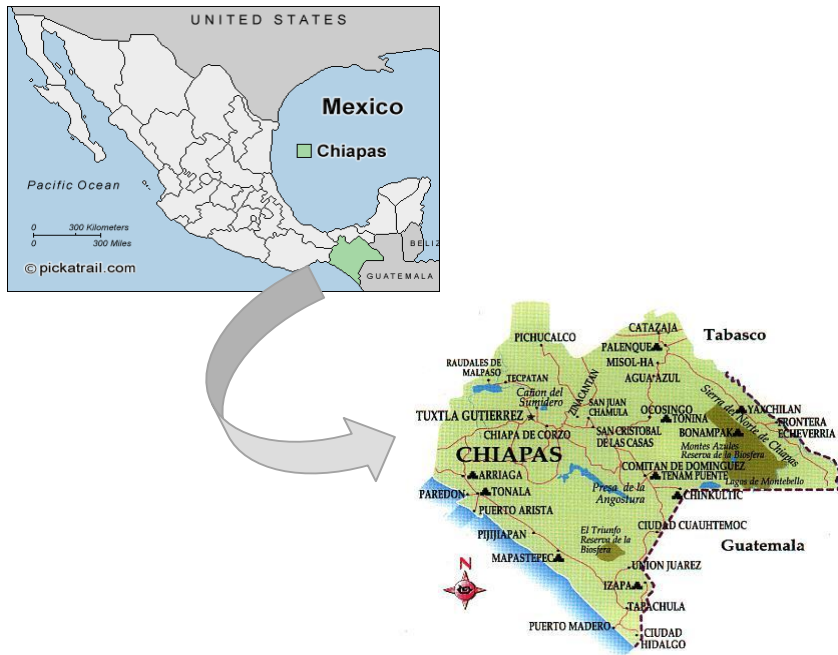 UNITED STATES
Mexico
Chiapas
Pacific Ocean
0 300 Kilometers
0 300 Miles
BELIZ
© pickatrail.com
GUATEMALA
CATAZAJA
Tabasco
PICHUCALCO
PALENQUE
MISOL-HA
RAUDALES DE
MALPASO
TECPATAN
AGUA AZUL
Cañon del
Sumidero
ZINACANTAN
SAN JUAN
CHAMULA
Sierra del Norte de Chiapas
TUXTLA GUTIERREZ
OCOSINGO
TONINA
YAXCHILAN
FRONTERA
ECHEVERRIA
CHIAPA DE CORZO
SAN CRISTOBAL
DE LAS CASAS
BONAMPAK
Montes Azules
Reserva de la Biosfera
CHIAPAS
COMITAN DE DOMINGUEZ
TENAM PUENTE
Lagos de Montebello
ARRIAGA
Presa de la
Angostura
PAREDON
TONALA
CHINKULTIC
PUERTO ARISTA
PIJIJIAPAN
El Triunfo
Reserva de la
Biosfera
CIUDAD CUAUHTEMOC
Guatemala
MAPASTEPEC
N
UNION JUAREZ
IZAPA
TAPACHULA
PUERTO MADERO
CIUDAD
HIDALGO